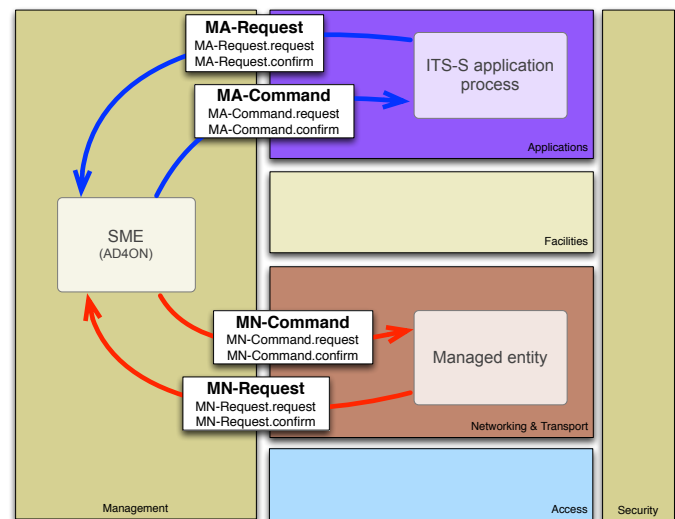 MA-Request
MA-Request.request
MA-Request.confirm
ITS-S application
process
MA-Command
MA-Command.request
MA-Command.confirm
Applications
SME
(AD4ON)
Facilities
MN-Command
MN-Command.request
MN-Command.confirm
Managed entity
MN-Request
MN-Request.request
MN-Request.confirm
Networking & Transport
Management
Access
Security